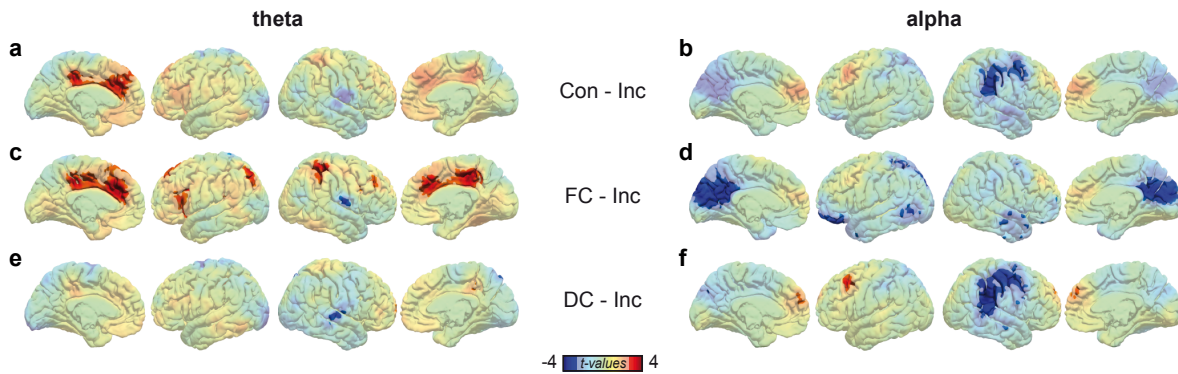 theta
alpha
a
b
Con - Inc
c
d
FC - Inc
e
f
DC - Inc
-4 t-values 4